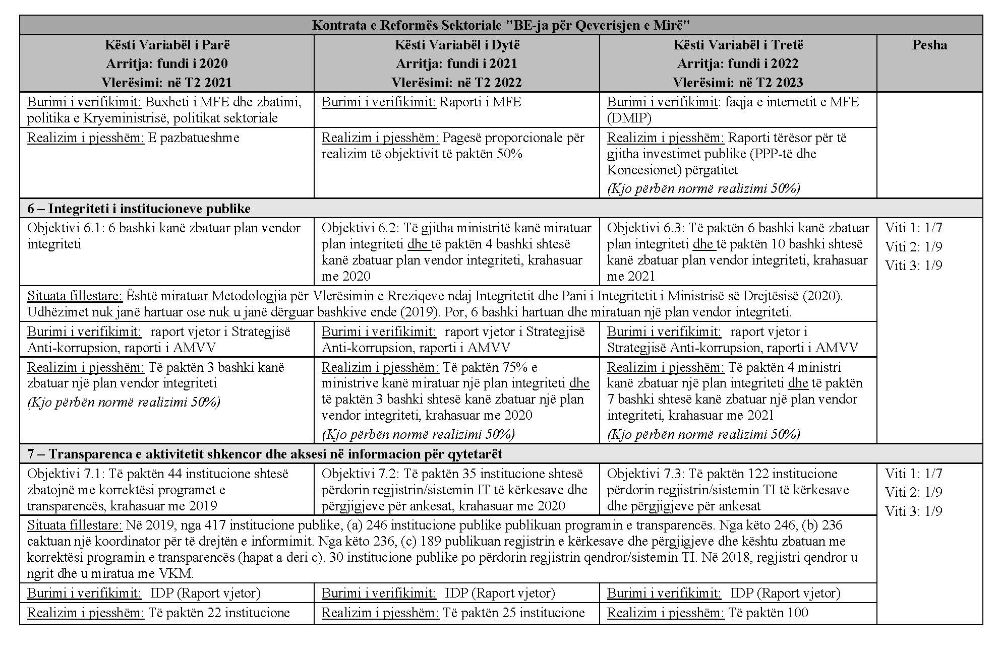 Kontrata e Reformës Sektoriale "BE-ja për Qeverisjen e Mirë"
Kësti Variabël i Parë
Arritja: fundi i 2020
Vlerësimi: në T2 2021
Kësti Variabël i Dytë
Arritja: fundi i 2021
Vlerësimi: në T2 2022
Kësti Variabël i Tretë
Arritja: fundi i 2022
Vlerësimi: në T2 2023
Pesha
Burimi i verifikimit: Buxheti i MFE dhe zbatimi,
politika e Kryeministrisë, politikat sektoriale
Burimi i verifikimit: Raporti i MFE
Burimi i verifikimit: faqja e internetit e MFE
(DMIP)
Realizim i pjesshëm: E pazbatueshme
Realizim i pjesshëm: Pagesë proporcionale për
realizim të objektivit të paktën 50%
Realizim i pjesshëm: Raporti tërësor për të
gjitha investimet publike (PPP-të dhe
Koncesionet) përgatitet
(Kjo përbën normë realizimi 50%)
6 – Integriteti i institucioneve publike
Objektivi 6.1: 6 bashki kanë zbatuar plan vendor
integriteti
Objektivi 6.2: Të gjitha ministritë kanë miratuar
plan integriteti dhe të paktën 4 bashki shtesë
kanë zbatuar plan vendor integriteti, krahasuar
me 2020
Objektivi 6.3: Të paktën 6 bashki kanë zbatuar
plan integriteti dhe të paktën 10 bashki shtesë
kanë zbatuar plan vendor integriteti, krahasuar
me 2021
Viti 1: 1/7
Viti 2: 1/9
Viti 3: 1/9
Situata fillestare: Është miratuar Metodologjia për Vlerësimin e Rreziqeve ndaj Integritetit dhe Pani i Integritetit i Ministrisë së Drejtësisë (2020).
Udhëzimet nuk janë hartuar ose nuk u janë dërguar bashkive ende (2019). Por, 6 bashki hartuan dhe miratuan një plan vendor integriteti.
Burimi i verifikimit: raport vjetor i Strategjisë
Anti-korrupsion, raporti i AMVV
Burimi i verifikimit: raport vjetor i Strategjisë
Anti-korrupsion, raporti i AMVV
Burimi i verifikimit: raport vjetor i
Strategjisë Anti-korrupsion, raporti i AMVV
Realizim i pjesshëm: Të paktën 3 bashki kanë
zbatuar një plan vendor integriteti
(Kjo përbën normë realizimi 50%)
Realizim i pjesshëm: Të paktën 75% e
ministrive kanë miratuar një plan integriteti dhe
të paktën 3 bashki shtesë kanë zbatuar një plan
vendor integriteti, krahasuar me 2020
(Kjo përbën normë realizimi 50%)
Realizim i pjesshëm: Të paktën 4 ministri
kanë zbatuar një plan integriteti dhe të paktën
7 bashki shtesë kanë zbatuar një plan vendor
integriteti, krahasuar me 2021
(Kjo përbën normë realizimi 50%)
7 – Transparenca e aktivitetit shkencor dhe aksesi në informacion për qytetarët
Objektivi 7.1: Të paktën 44 institucione shtesë
zbatojnë me korrektësi programet e
transparencës, krahasuar me 2019
Objektivi 7.2: Të paktën 35 institucione shtesë
përdorin regjistrin/sistemin IT të kërkesave dhe
përgjigjeve për ankesat, krahasuar me 2020
Objektivi 7.3: Të paktën 122 institucione
përdorin regjistrin/sistemin TI të kërkesave
dhe përgjigjeve për ankesat
Viti 1: 1/7
Viti 2: 1/9
Viti 3: 1/9
Situata fillestare: Në 2019, nga 417 institucione publike, (a) 246 institucione publike publikuan programin e transparencës. Nga këto 246, (b) 236
caktuan një koordinator për të drejtën e informimit. Nga këto 236, (c) 189 publikuan regjistrin e kërkesave dhe përgjigjeve dhe kështu zbatuan me
korrektësi programin e transparencës (hapat a deri c). 30 institucione publike po përdorin regjistrin qendror/sistemin TI. Në 2018, regjistri qendror u
ngrit dhe u miratua me VKM.
Burimi i verifikimit: IDP (Raport vjetor)
Burimi i verifikimit: IDP (Raport vjetor)
Burimi i verifikimit: IDP (Raport vjetor)
Realizim i pjesshëm: Të paktën 22 institucione
Realizim i pjesshëm: Të paktën 25 institucione
Realizim i pjesshëm: Të paktën 100